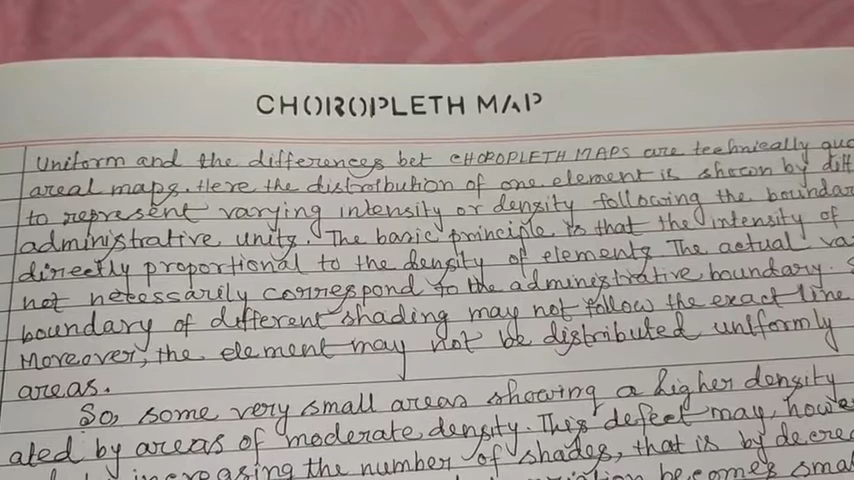 CHOROPLETH MAP
Uniform and the differences bet CHOROPLETH MAPS are technically
areal maps. Here the distribution of one element is shown by
to represent varying intensity or density following the
administrative units. The basic principle is that the intensity of
directly proportional to the density of elements. The actual
not necessarily correspond to the administrative boundary.
boundary of different shading may not follow the exact line
Moreover, the element may not be distributed uniformly
areas.
So, some very small areas showing a higher density
by areas of moderate density. This defect may,
increasing the number of shades, that is by
becomes